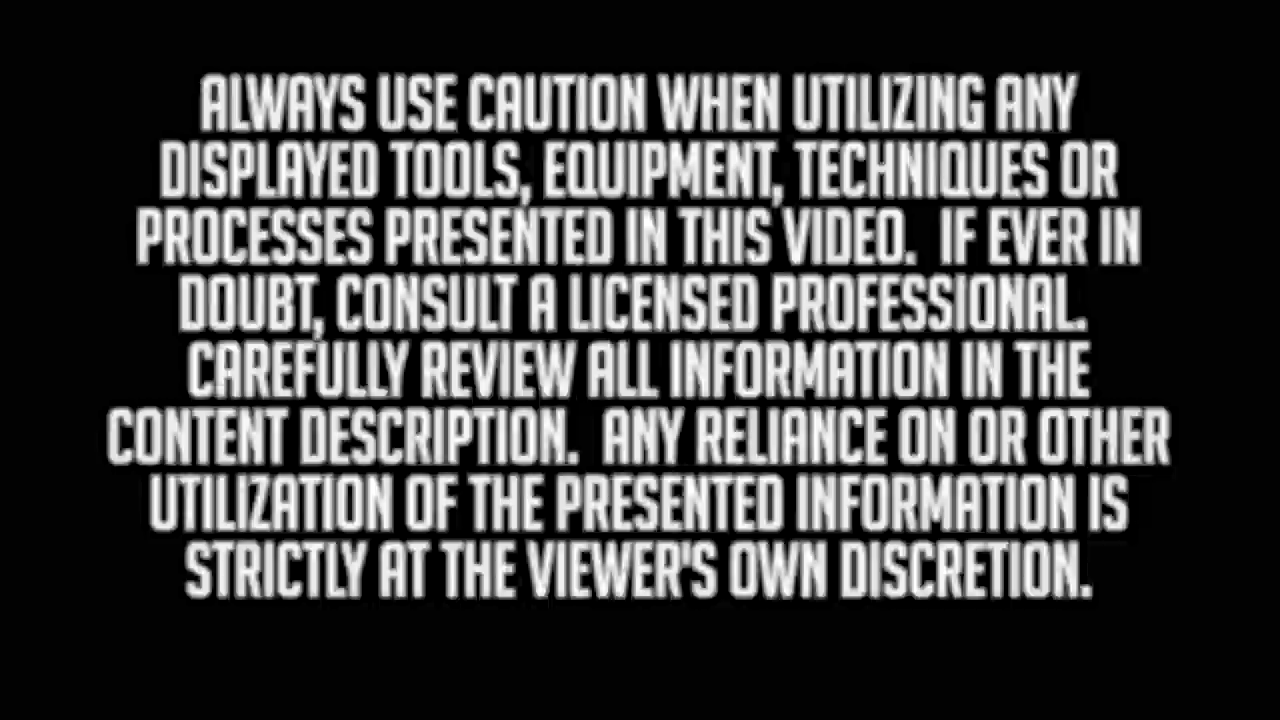 ALWAYS USE CAUTION WHEN UTILIZING ANY
DISPLAYED TOOLS, EQUIPMENT, TECHNIQUES OR
PROCESSES PRESENTED IN THIS VIDEO.  IF EVER IN
DOUBT, CONSULT A LICENSED PROFESSIONAL.
CAREFULLY REVIEW ALL INFORMATION IN THE
CONTENT DESCRIPTION.  ANY RELIANCE ON OR OTHER
UTILIZATION OF THE PRESENTED INFORMATION IS
STRICTLY AT THE VIEWER'S OWN DISCRETION.